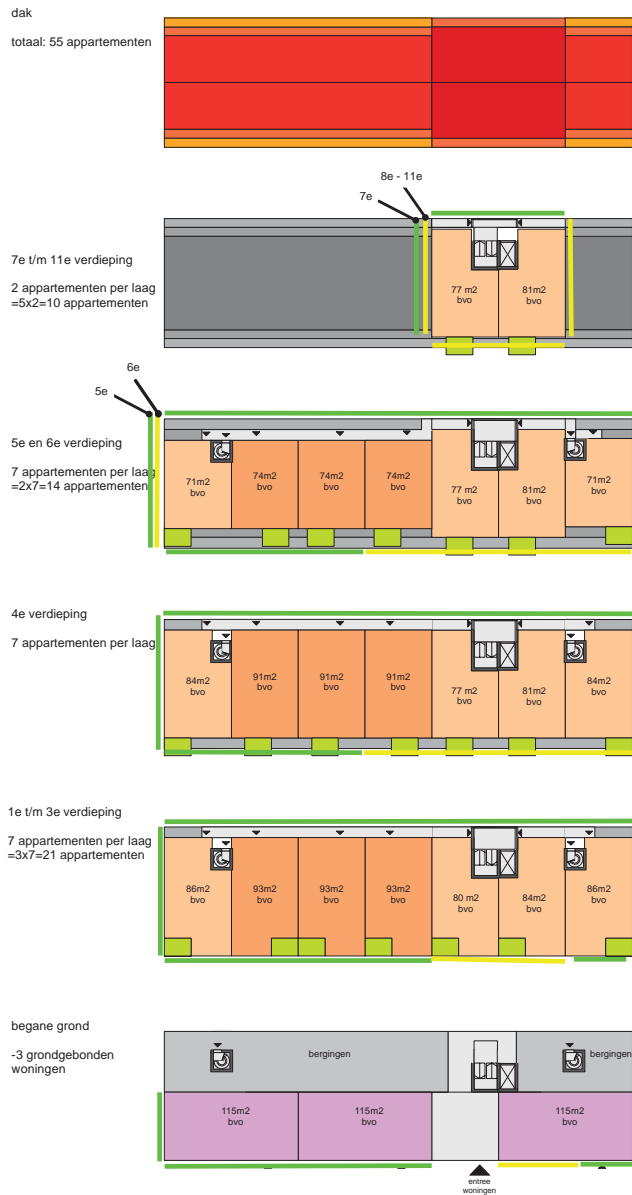 dak
totaal: 55 appartementen
8e - 11e
7e
7e t/m 11e verdieping
2 appartementen per laag
=5x2=10 appartementen
77 m2
bvo
81m2
bvo
6e
5e
5e en 6e verdieping
7 appartementen per laag
=2x7=14 appartementen
71m2
bvo
74m2
bvo
74m2
bvo
74m2
bvo
77 m2
bvo
81m2
bvo
71m2
bvo
4e verdieping
7 appartementen per laag
84m2
bvo
91m2
bvo
91m2
bvo
91m2
bvo
77 m2
bvo
81m2
bvo
84m2
bvo
1e t/m 3e verdieping
7 appartementen per laag
=3x7=21 appartementen
86m2
bvo
93m2
bvo
93m2
bvo
93m2
bvo
80 m2
bvo
84m2
bvo
86m2
bvo
begane grond
-3 grondgebonden
woningen
bergingen
bergingen
115m2
bvo
115m2
bvo
115m2
bvo
entree
woningen